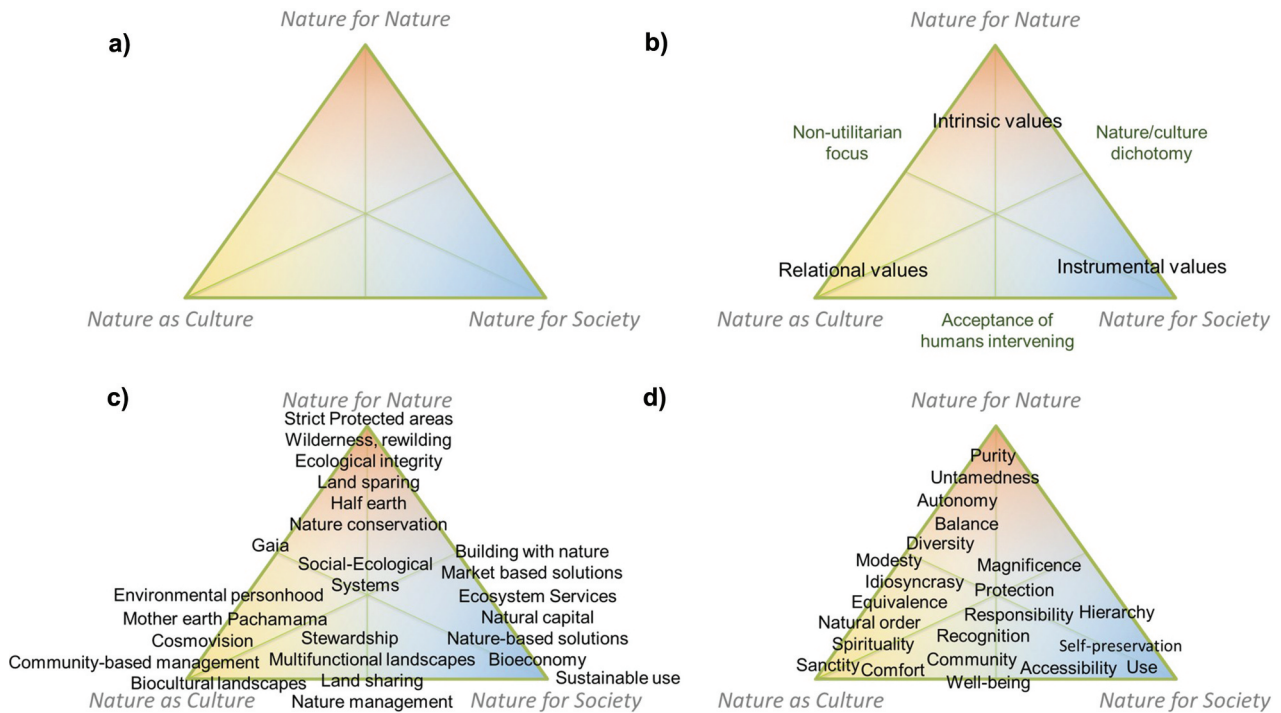 Nature for Nature
a)
Nature as Culture
Nature for Society
Nature for Nature
b)
Intrinsic values
Non-utilitarian
focus
Nature/culture
dichotomy
Relational values
Instrumental values
Nature as Culture
Acceptance of
humans intervening
Nature for Society
c)
Nature for Nature
Strict Protected areas
Wilderness, rewilding
Ecological integrity
Land sparing
Half earth
Nature conservation
Gaia
Building with nature
Social-Ecological
Systems
Market based solutions
Environmental personhood
Ecosystem Services
Mother earth Pachamama
Natural capital
Cosmovision
Stewardship
Nature-based solutions
Community-based management
Multifunctional landscapes
Bioeconomy
Biocultural landscapes
Land sharing
Sustainable use
Nature as Culture
Nature management
Nature for Society
d)
Nature for Nature
Purity
Untamedness
Autonomy
Balance
Diversity
Modesty
Magnificence
Idiosyncrasy
Protection
Equivalence
Responsibility
Hierarchy
Natural order
Recognition
Spirituality
Self-preservation
Sanctity
Comfort
Community
Accessibility
Use
Well-being
Nature as Culture
Nature for Society